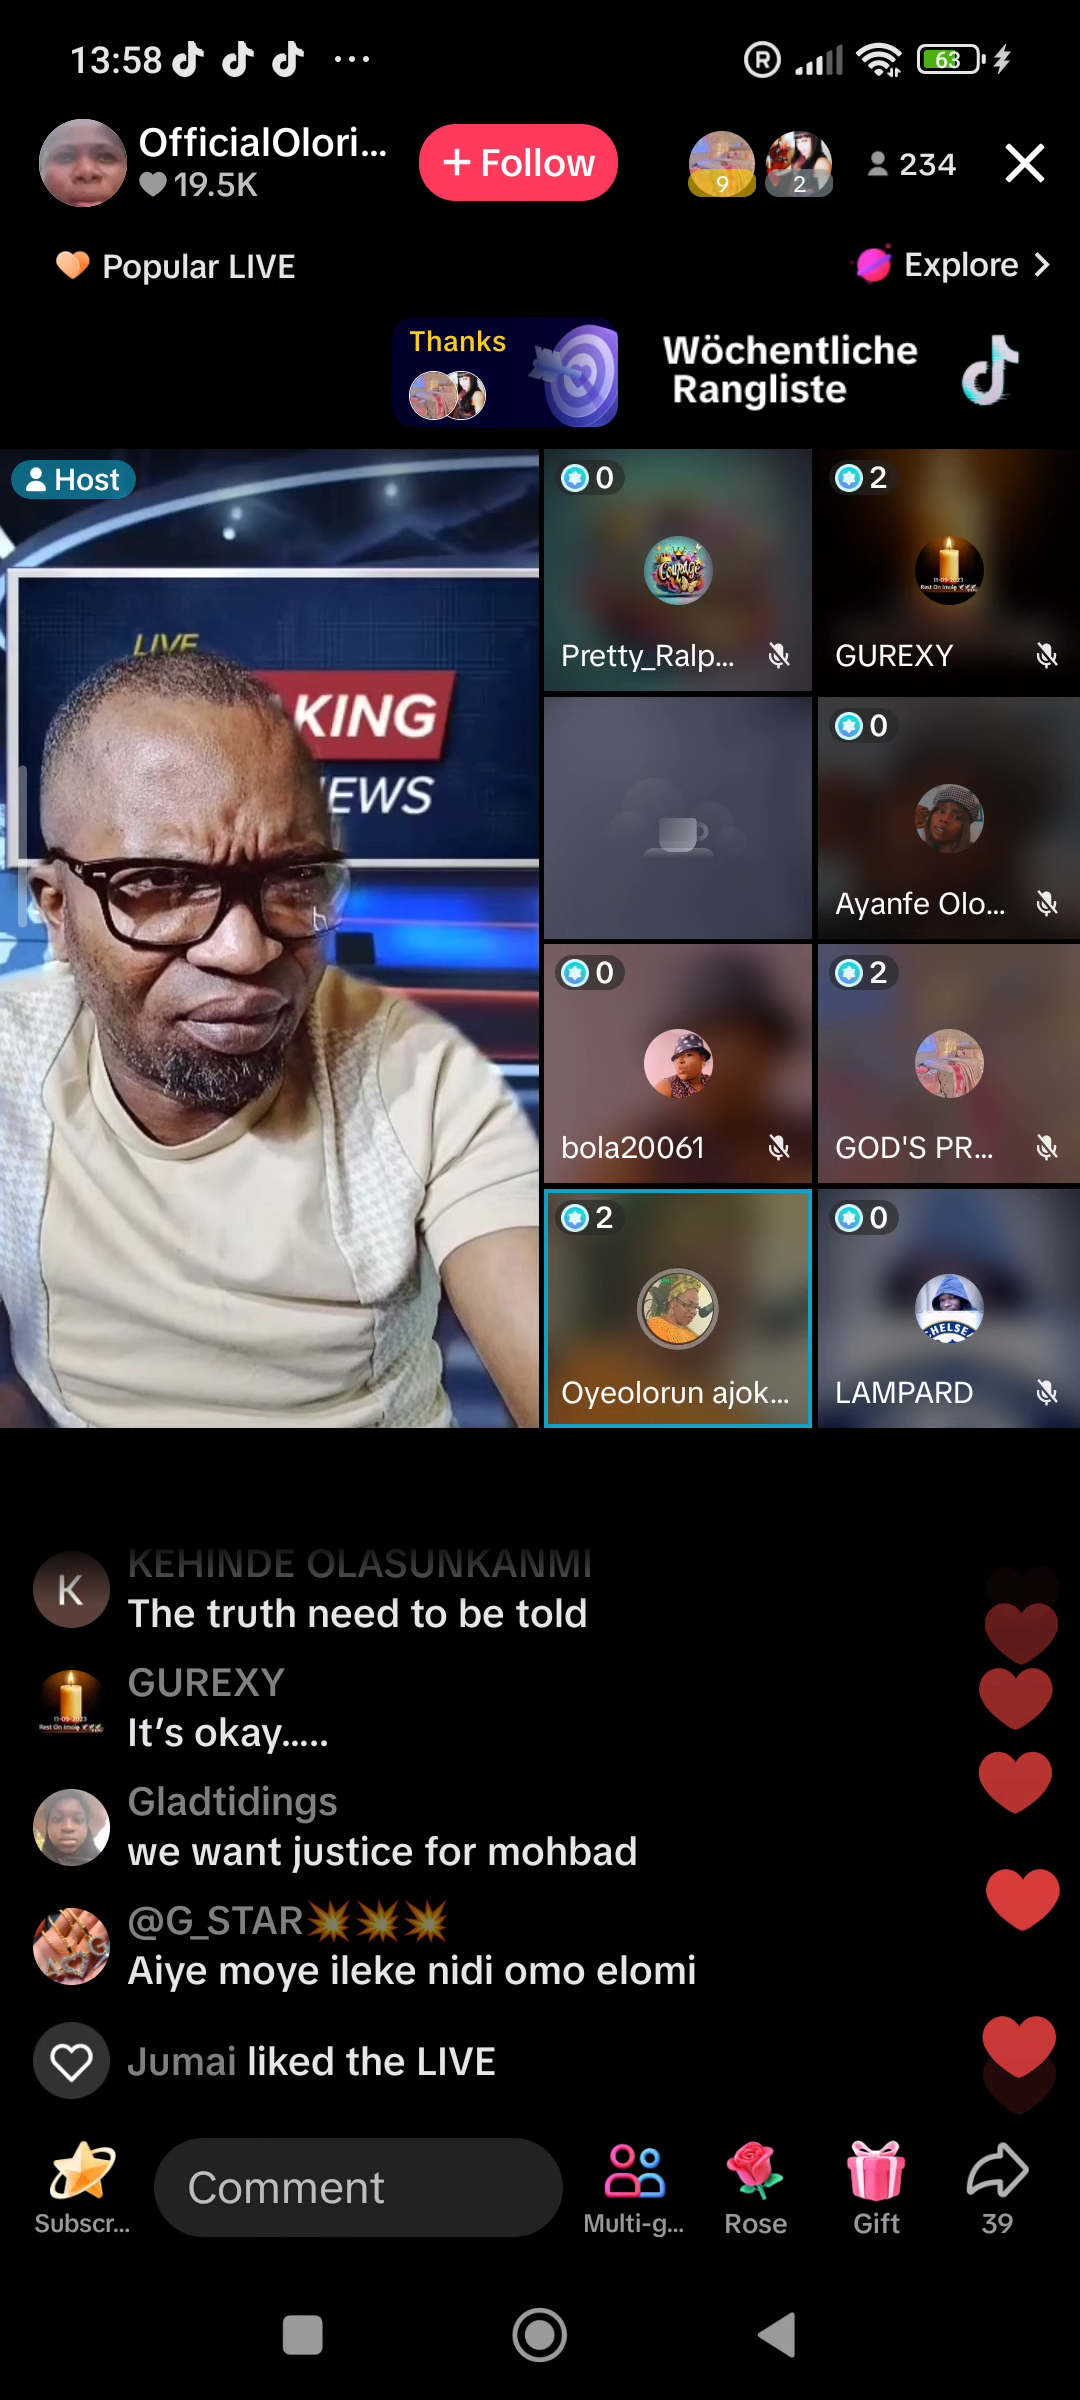 13:58
R
63
OfficialOlori...
19.5K
+ Follow
9
2
234
Popular LIVE
Explore >
Thanks
Wöchentliche
Rangliste
Host
LIVE
KING
EWS
0
Pretty_Ralp...
2
GUREXY
0
Ayanfe Olo...
0
bola20061
2
GOD'S PR...
2
Oyeolorun ajok...
0
LAMPARD
KEHINDE OLASUNKANMI
K
The truth need to be told
GUREXY
It's okay.....
Gladtidings
we want justice for mohbad
@G_STAR💥💥💥
Aiye moye ileke nidi omo elomi
Jumai liked the LIVE
Subscr...
Comment
Multi-g...
Rose
Gift
39